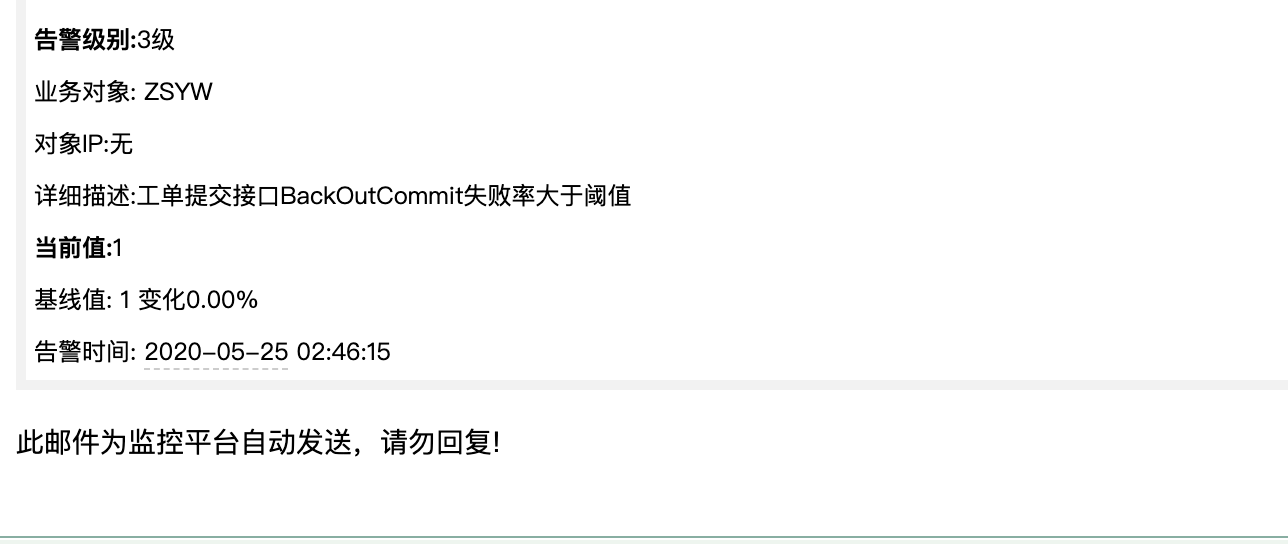 告警级别:3级
业务对象: ZSYW
对象IP:无
详细描述:工单提交接口BackOutCommit失败率大于阈值
当前值:1
基线值: 1 变化0.00%
告警时间: 2020-05-25 02:46:15
此邮件为监控平台自动发送，请勿回复!